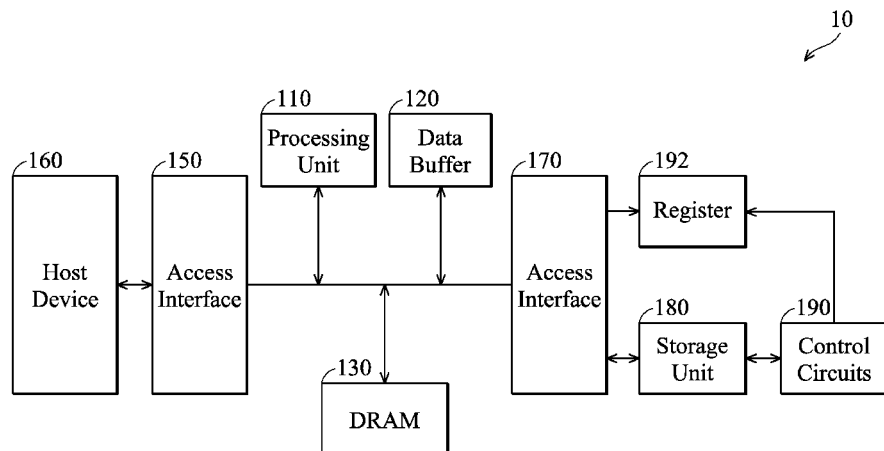 10
110
Processing
Unit
120
Data
Buffer
160
Host
Device
150
Access
Interface
170
Access
Interface
192
Register
180
Storage
Unit
190
Control
Circuits
130
DRAM